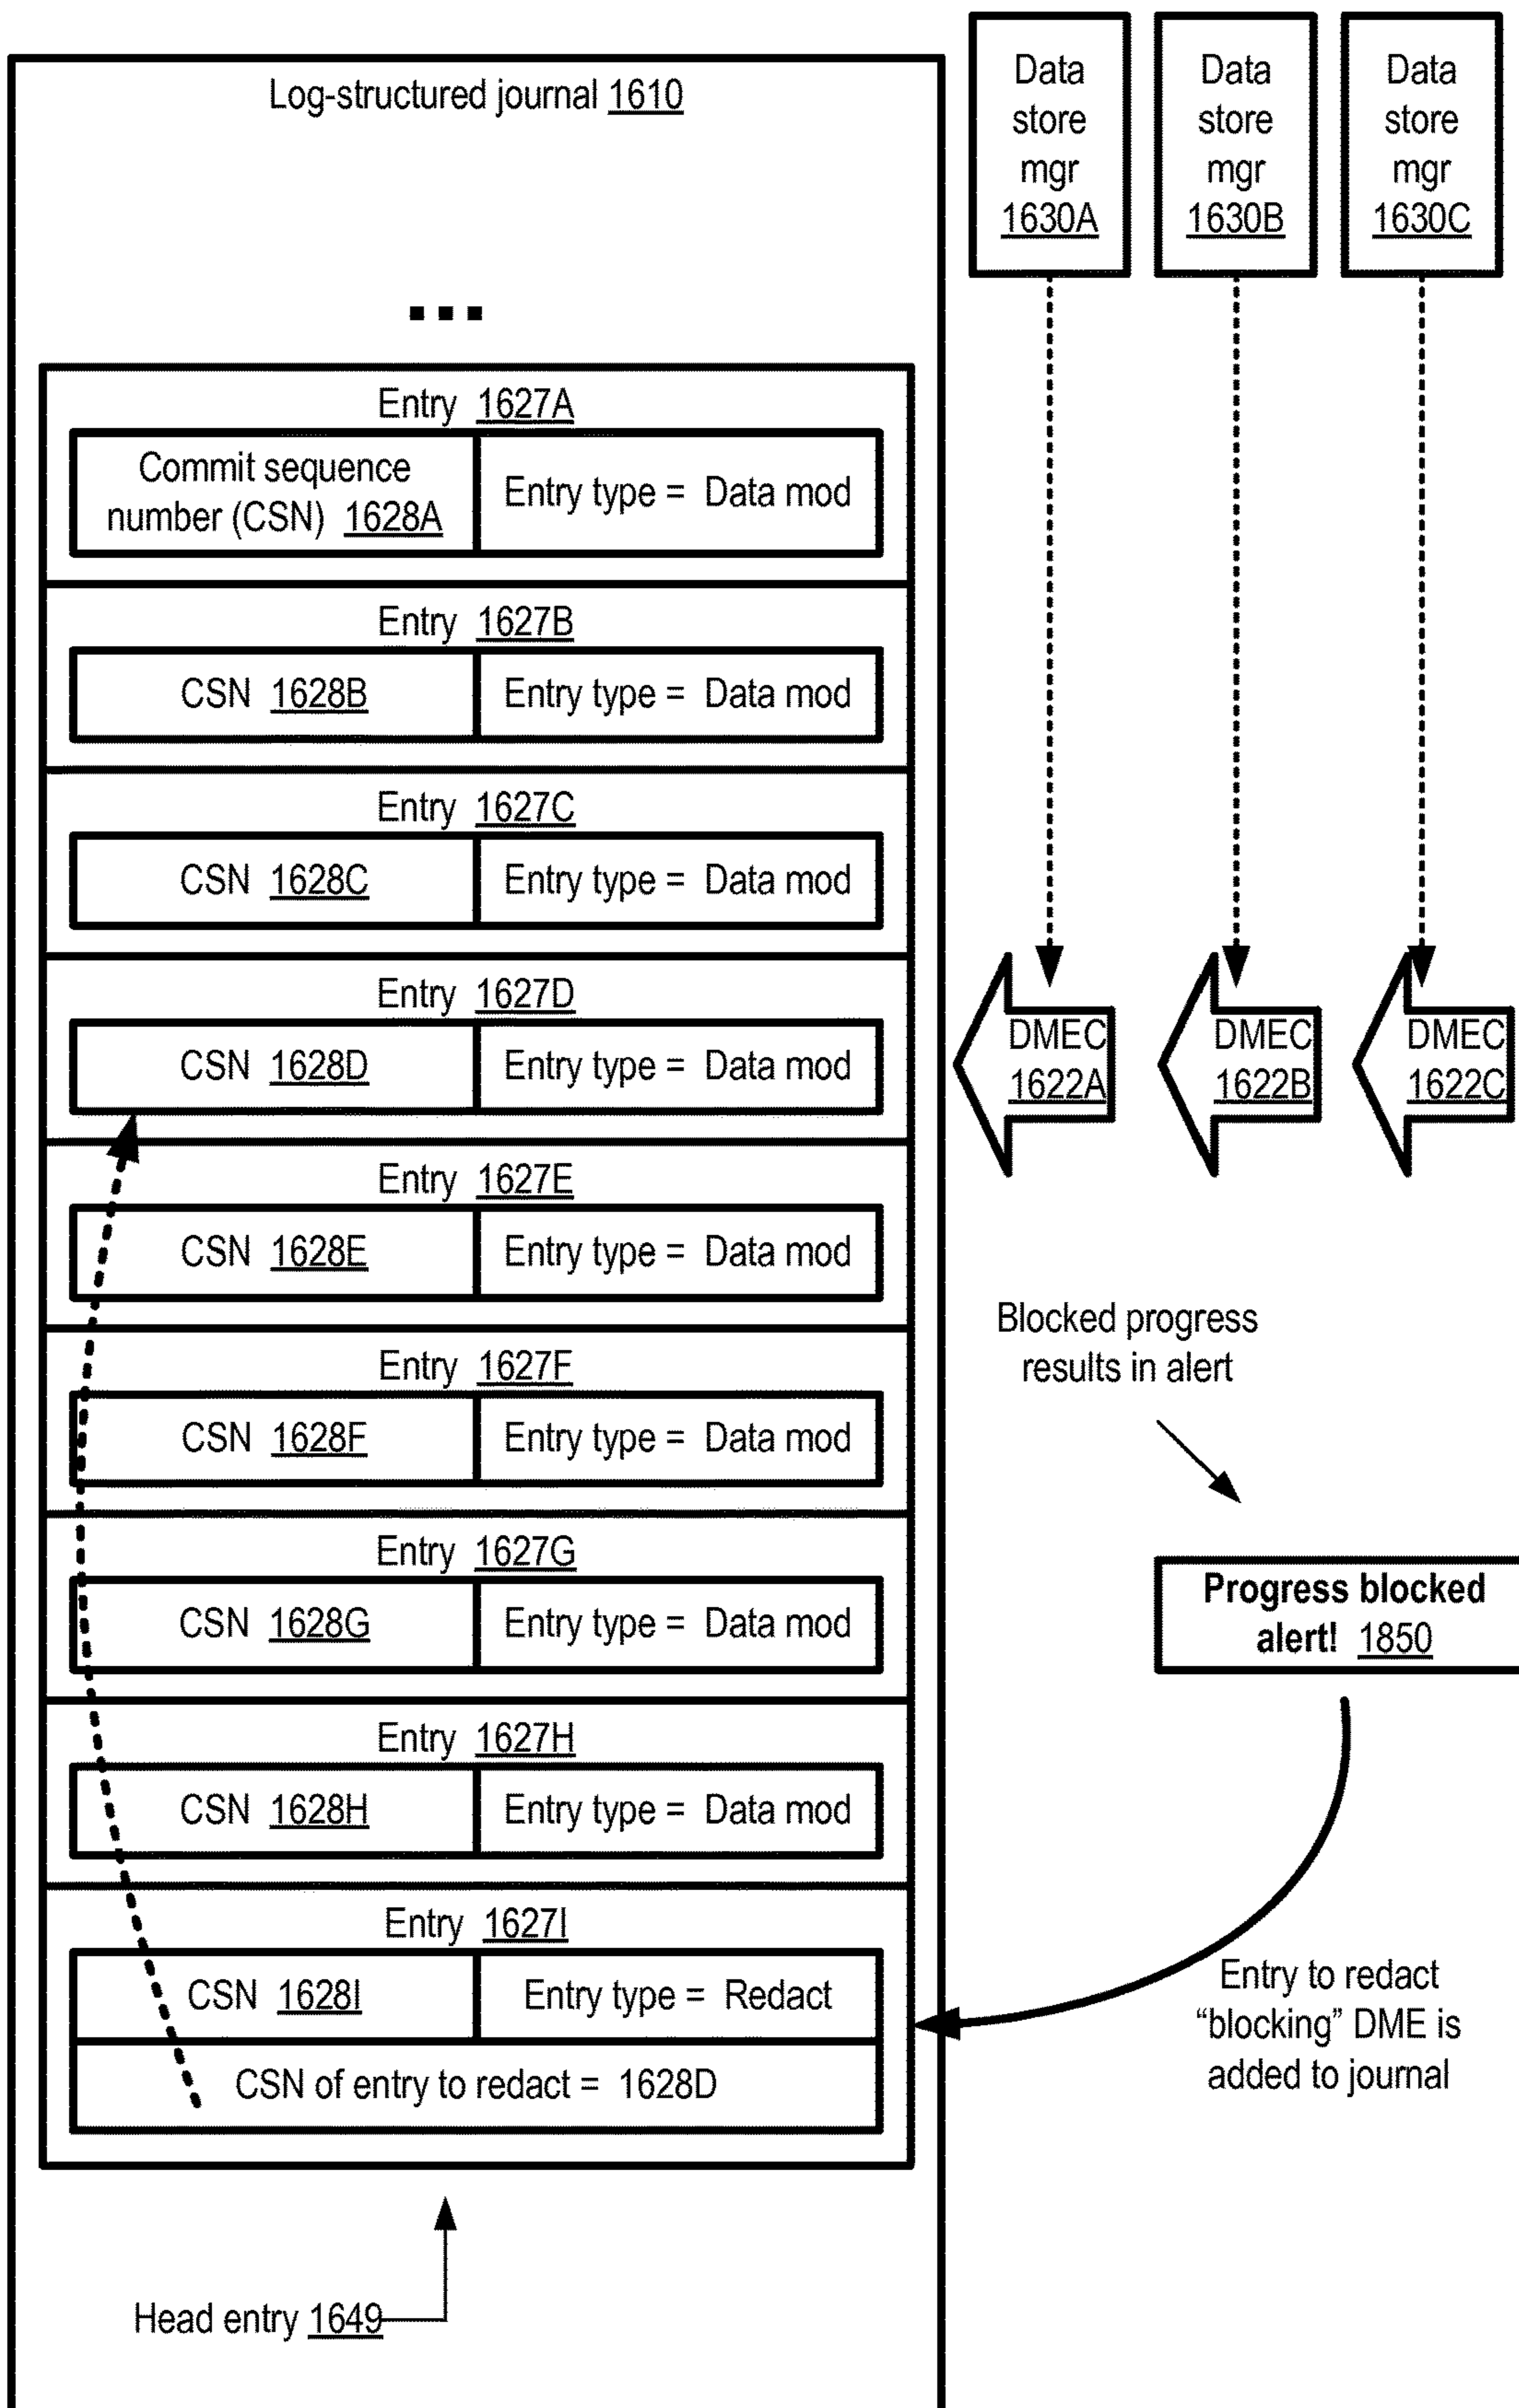 Log-structured journal 1610
...
Entry 1627A
Commit sequence
number (CSN) 1628A
Entry type = Data mod
Entry 1627B
CSN 1628B
Entry type = Data mod
Entry 1627C
CSN 1628C
Entry type = Data mod
Entry 1627D
CSN 1628D
Entry type = Data mod
Entry 1627E
CSN 1628E
Entry type = Data mod
Entry 1627F
CSN 1628F
Entry type = Data mod
Entry 1627G
CSN 1628G
Entry type = Data mod
Entry 1627H
CSN 1628H
Entry type = Data mod
Entry 1627I
CSN 1628I
Entry type = Redact
CSN of entry to redact = 1628D
Head entry 1649
Data
store
mgr
1630A
Data
store
mgr
1630B
Data
store
mgr
1630C
DMEC
1622A
DMEC
1622B
DMEC
1622C
Blocked progress
results in alert
Progress blocked
alert! 1850
Entry to redact
“blocking” DME is
added to journal